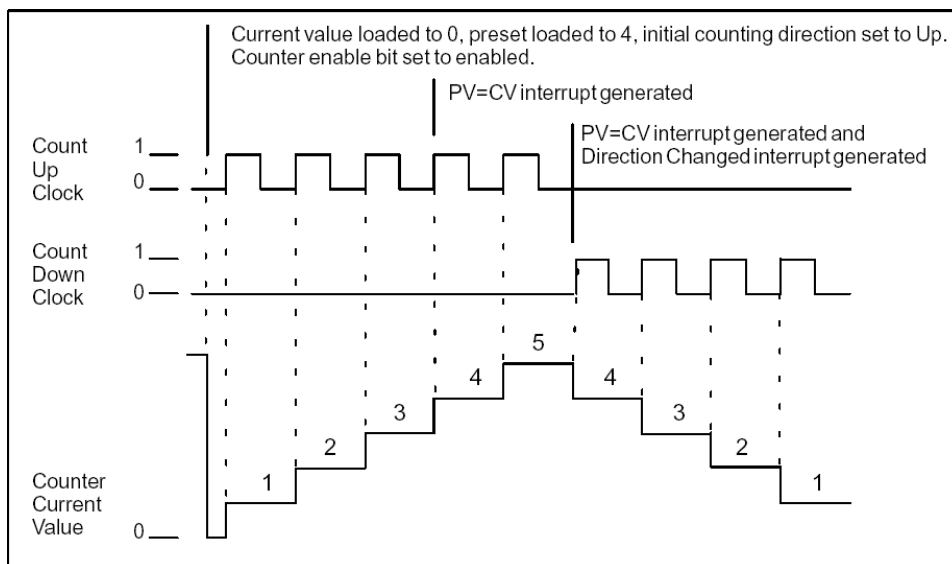 Current value loaded to 0, preset loaded to 4, initial counting direction set to Up.
Counter enable bit set to enabled.
PV=CV interrupt generated
PV=CV interrupt generated and
Direction Changed interrupt generated
Count
Up
Clock
1
0
Count
Down
Clock
1
0
5
4
4
3
3
2
2
1
1
Counter
Current
Value
0